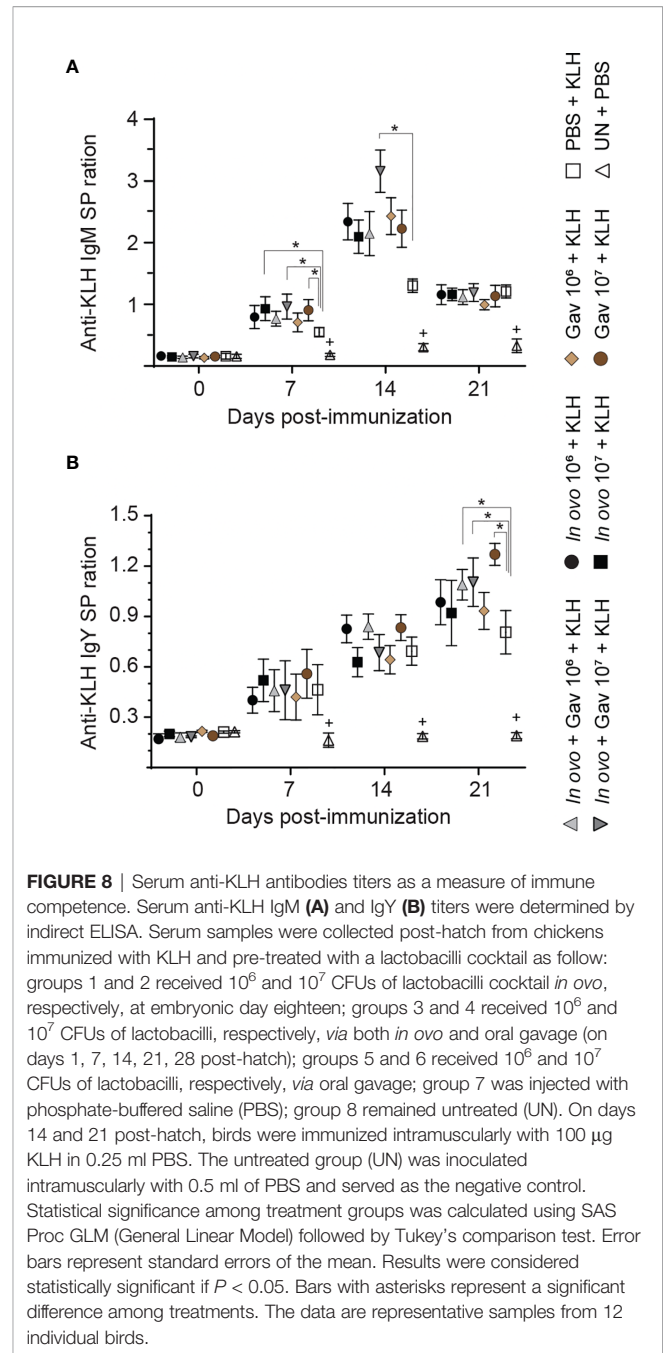 A
Anti-KLH IgM SP ration
4
3
2
1
*
*
*
*
+
+
+
0
7
14
21
Days post-immunization
B
Anti-KLH IgY SP ration
1.5
1.2
0.9
0.6
0.3
*
*
*
+
+
+
0
7
14
21
Days post-immunization
PBS + KLH
UN + PBS
Gav 10⁶ + KLH
Gav 10⁷ + KLH
In ovo 10⁶ + KLH
In ovo 10⁷ + KLH
In ovo + Gav 10⁶ + KLH
In ovo + Gav 10⁷ + KLH
FIGURE 8 | Serum anti-KLH antibodies titers as a measure of immune
competence. Serum anti-KLH IgM (A) and IgY (B) titers were determined by
indirect ELISA. Serum samples were collected post-hatch from chickens
immunized with KLH and pre-treated with a lactobacilli cocktail as follow:
groups 1 and 2 received 10⁶ and 10⁷ CFUs of lactobacilli cocktail in ovo,
respectively, at embryonic day eighteen; groups 3 and 4 received 10⁶ and
10⁷ CFUs of lactobacilli, respectively, via both in ovo and oral gavage (on
days 1, 7, 14, 21, 28 post-hatch); groups 5 and 6 received 10⁶ and 10⁷
CFUs of lactobacilli, respectively, via oral gavage; group 7 was injected with
phosphate-buffered saline (PBS); group 8 remained untreated (UN). On days
14 and 21 post-hatch, birds were immunized intramuscularly with 100 µg
KLH in 0.25 ml PBS. The untreated group (UN) was inoculated
intramuscularly with 0.5 ml of PBS and served as the negative control.
Statistical significance among treatment groups was calculated using SAS
Proc GLM (General Linear Model) followed by Tukey's comparison test. Error
bars represent standard errors of the mean. Results were considered
statistically significant if P < 0.05. Bars with asterisks represent a significant
difference among treatments. The data are representative samples from 12
individual birds.